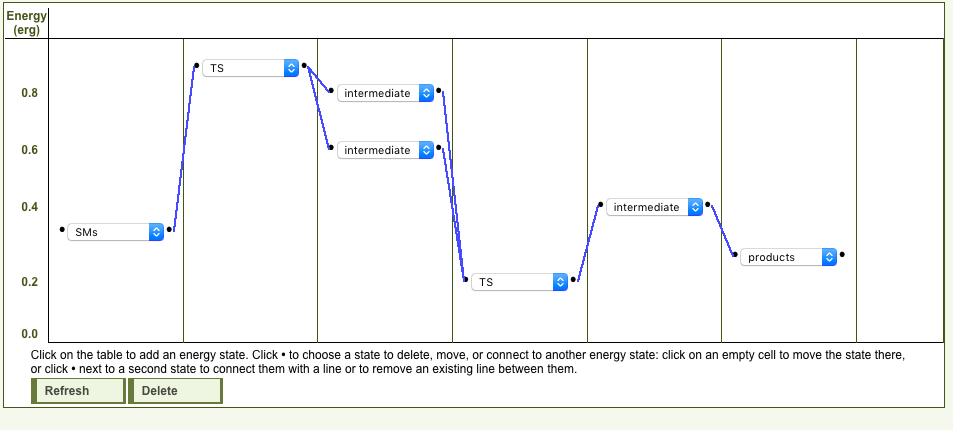 Energy
(erg)
TS
0.8
intermediate
0.6
intermediate
0.4
intermediate
SMs
products
0.2
TS
0.0
Click on the table to add an energy state. Click • to choose a state to delete, move, or connect to another energy state: click on an empty cell to move the state there,
or click • next to a second state to connect them with a line or to remove an existing line between them.
Refresh
Delete